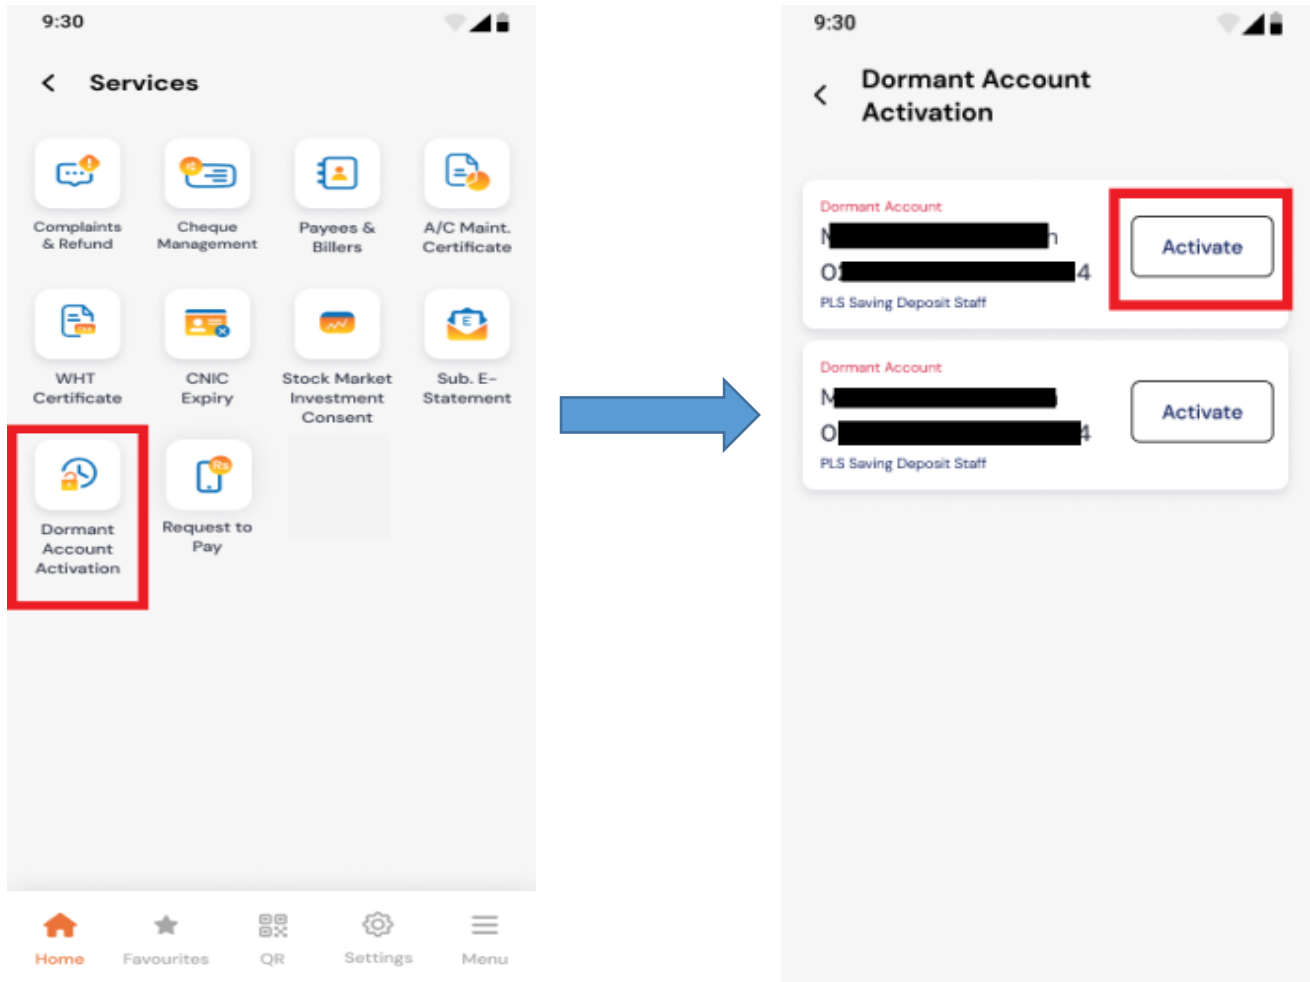 9:30
Services
Complaints
& Refund
Cheque
Management
Payees &
Billers
A/C Maint.
Certificate
WHT
Certificate
CNIC
Expiry
Stock Market
Investment
Consent
Sub. E-
Statement
Dormant
Account
Activation
Rs
Request to
Pay
Home
Favourites
QR
Settings
Menu
9:30
Dormant Account
Activation
Dormant Account
PLS Saving Deposit Staff
Activate
Dormant Account
PLS Saving Deposit Staff
Activate